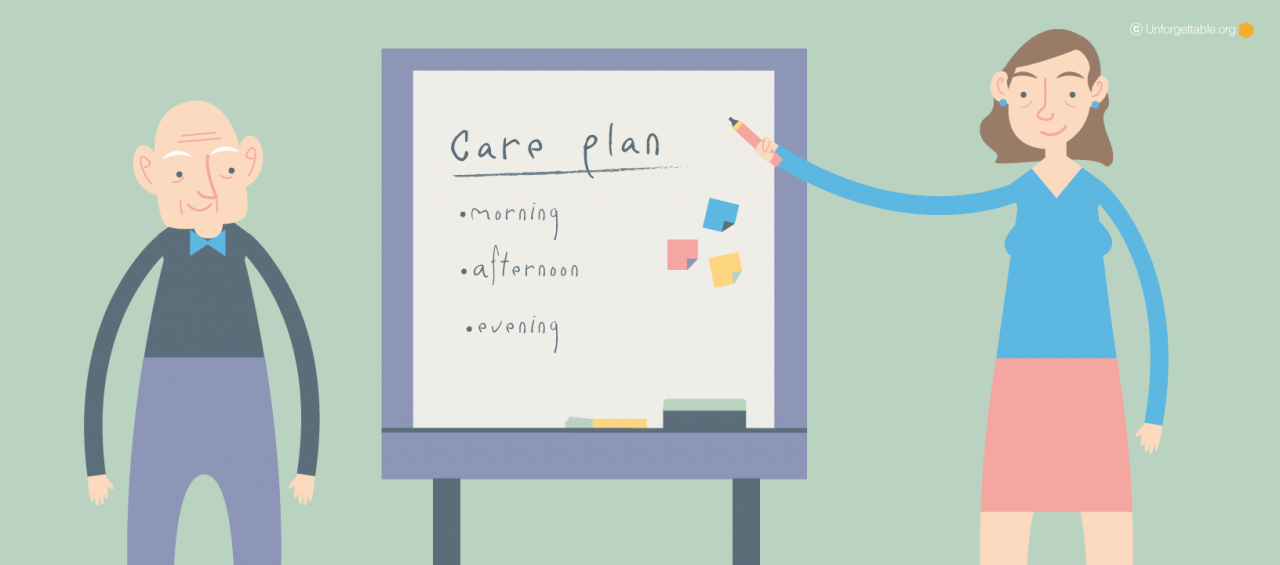 © Unforgettable.org
Care plan
• morning
• afternoon
• evening